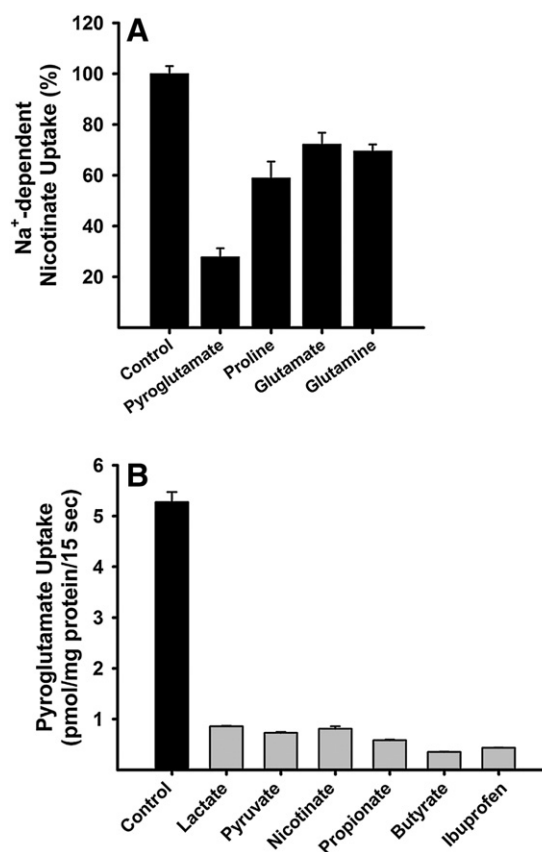 A
Na+-dependent
Nicotinate Uptake (%)
120
100
80
60
40
20
Control
Pyroglutamate
Proline
Glutamate
Glutamine
B
Pyroglutamate Uptake
(pmol/mg protein/15 sec)
6
5
4
3
2
1
Control
Lactate
Pyruvate
Nicotinate
Propionate
Butyrate
Ibuprofen